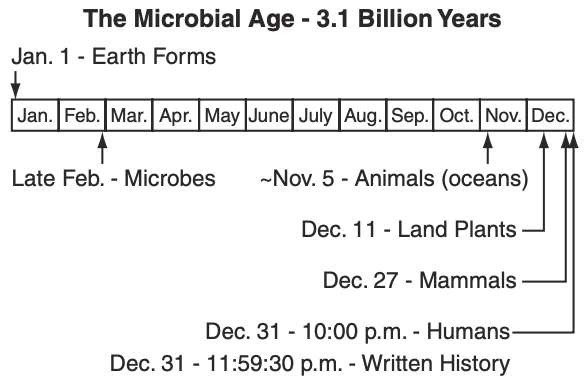 The Microbial Age - 3.1 Billion Years
Jan. 1 - Earth Forms
Jan. Feb. Mar. Apr. May June July Aug. Sep. Oct. Nov. Dec.
Late Feb. - Microbes ~Nov. 5 - Animals (oceans)
Dec. 11 - Land Plants
Dec. 27 - Mammals
Dec. 31 - 10:00 p.m. - Humans
Dec. 31 - 11:59:30 p.m. - Written History